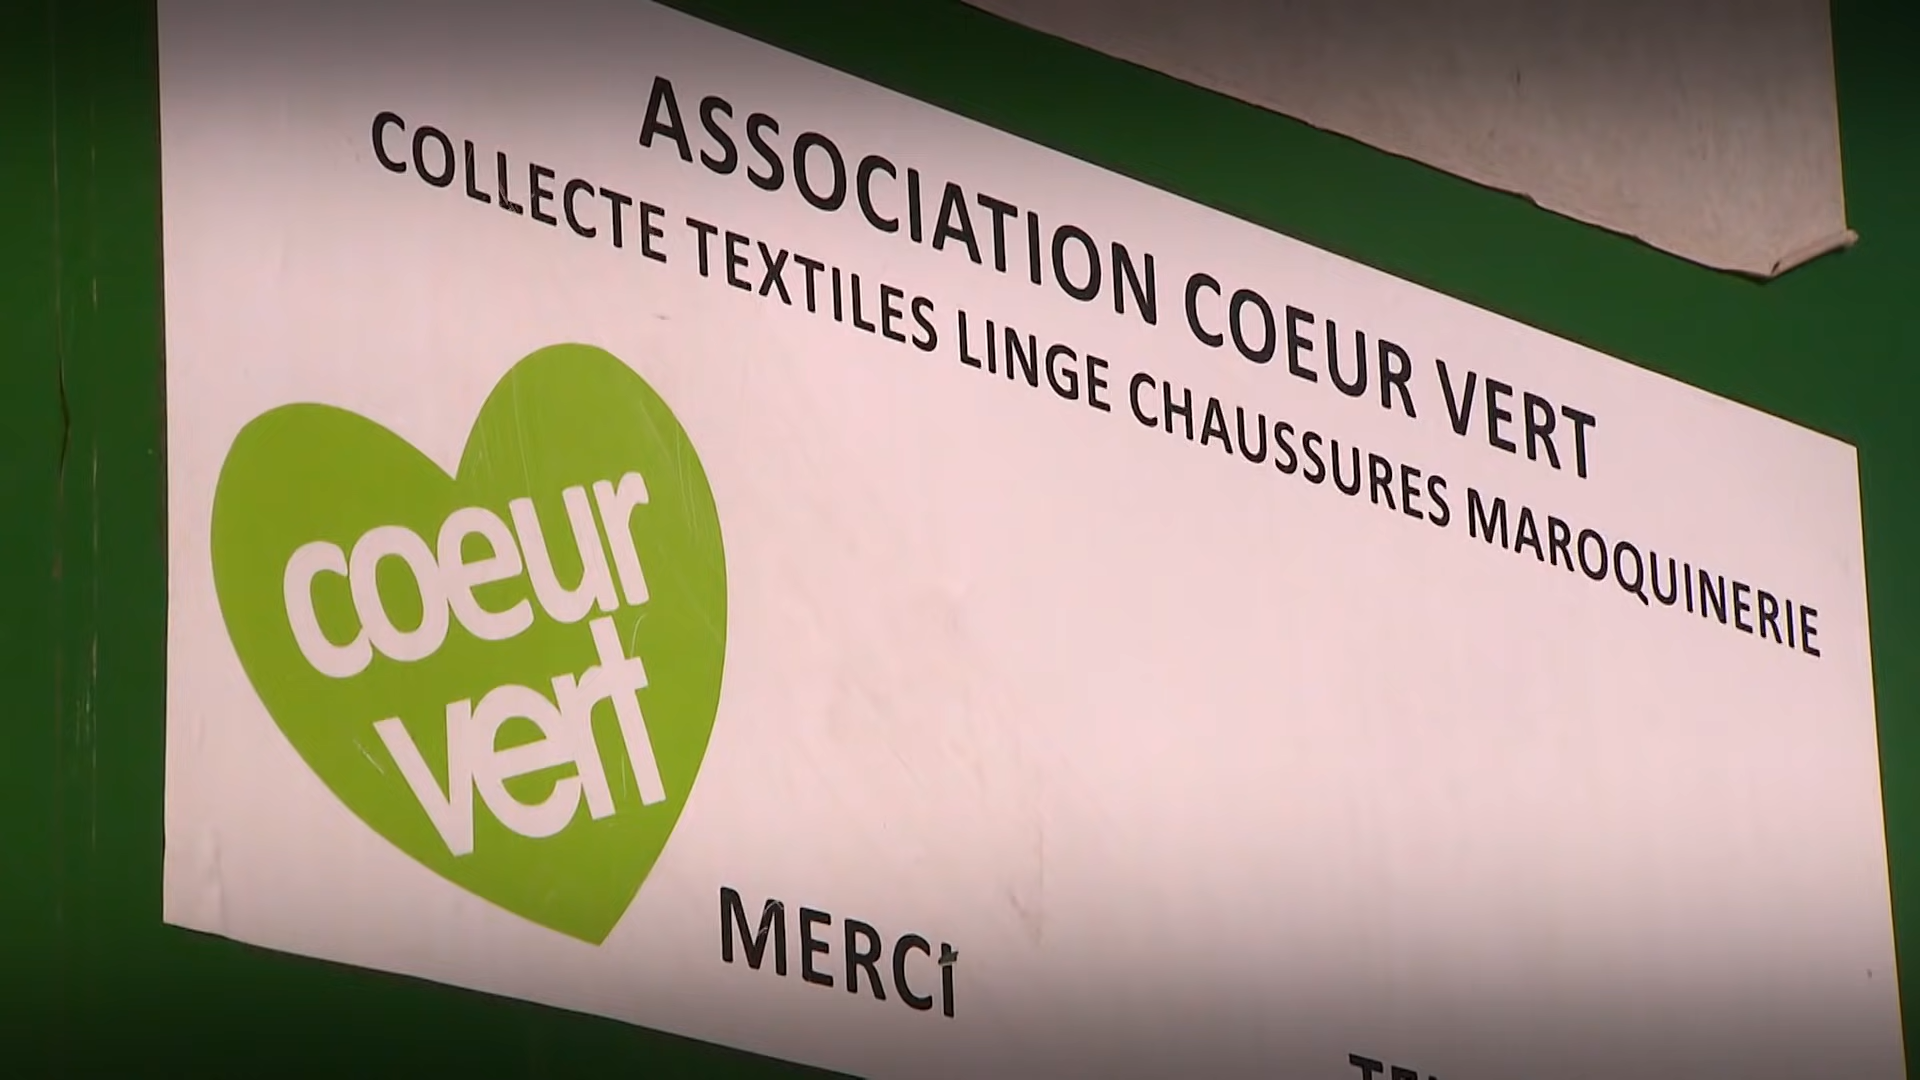 ASSOCIATION COEUR VERT
COLLECTE TEXTILES LINGE CHAUSSURES MAROQUINERIE
coeur
vert
MERCI